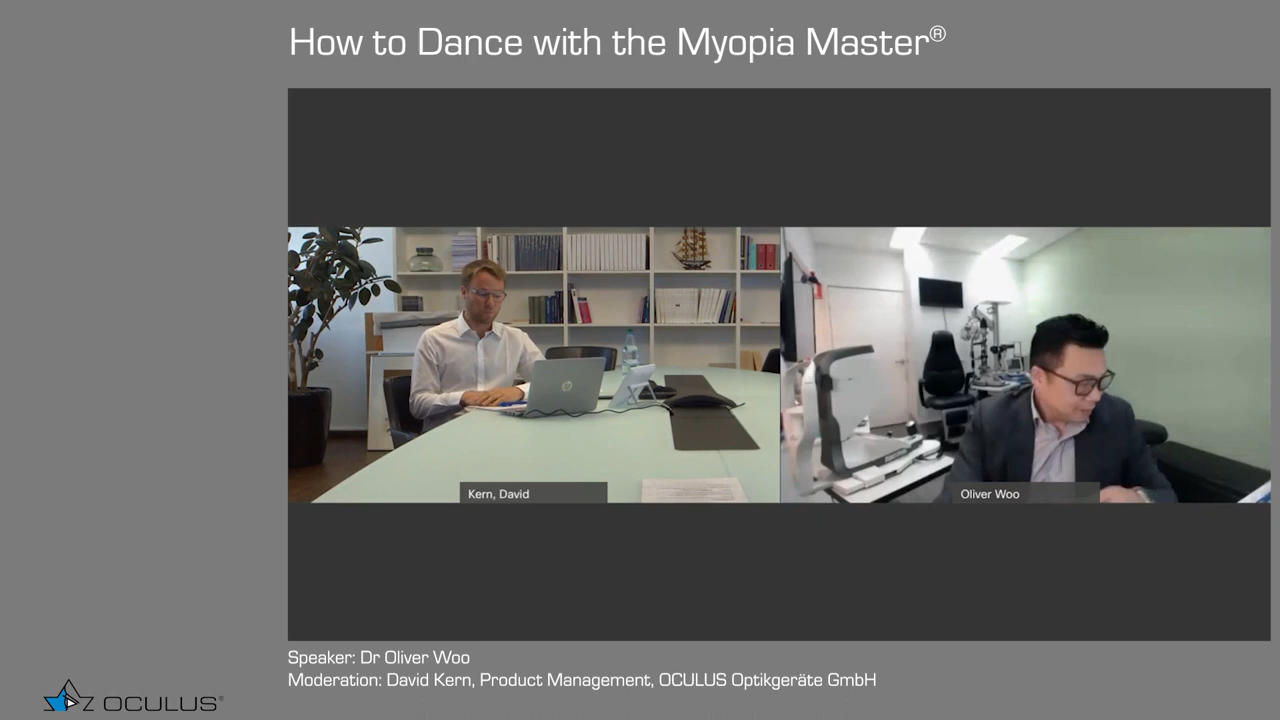 How to Dance with the Myopia Master®
Kern, David
Oliver Woo
Speaker: Dr Oliver Woo
Moderation: David Kern, Product Management, OCULUS Optikgeräte GmbH
OCULUS®